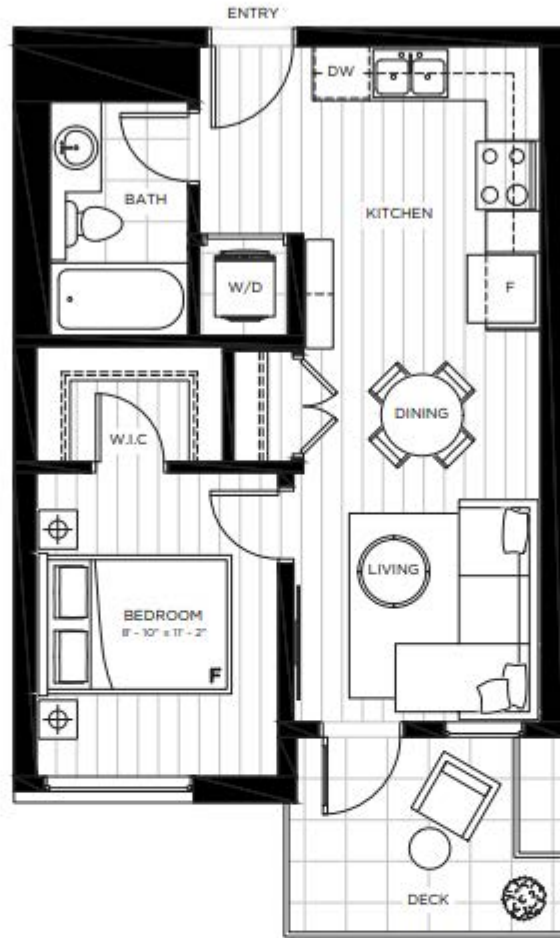 ENTRY
DW
BATH
KITCHEN
W/D
F
W.I.C
DINING
LIVING
BEDROOM
8' - 10" x 11' - 2"
F
DECK